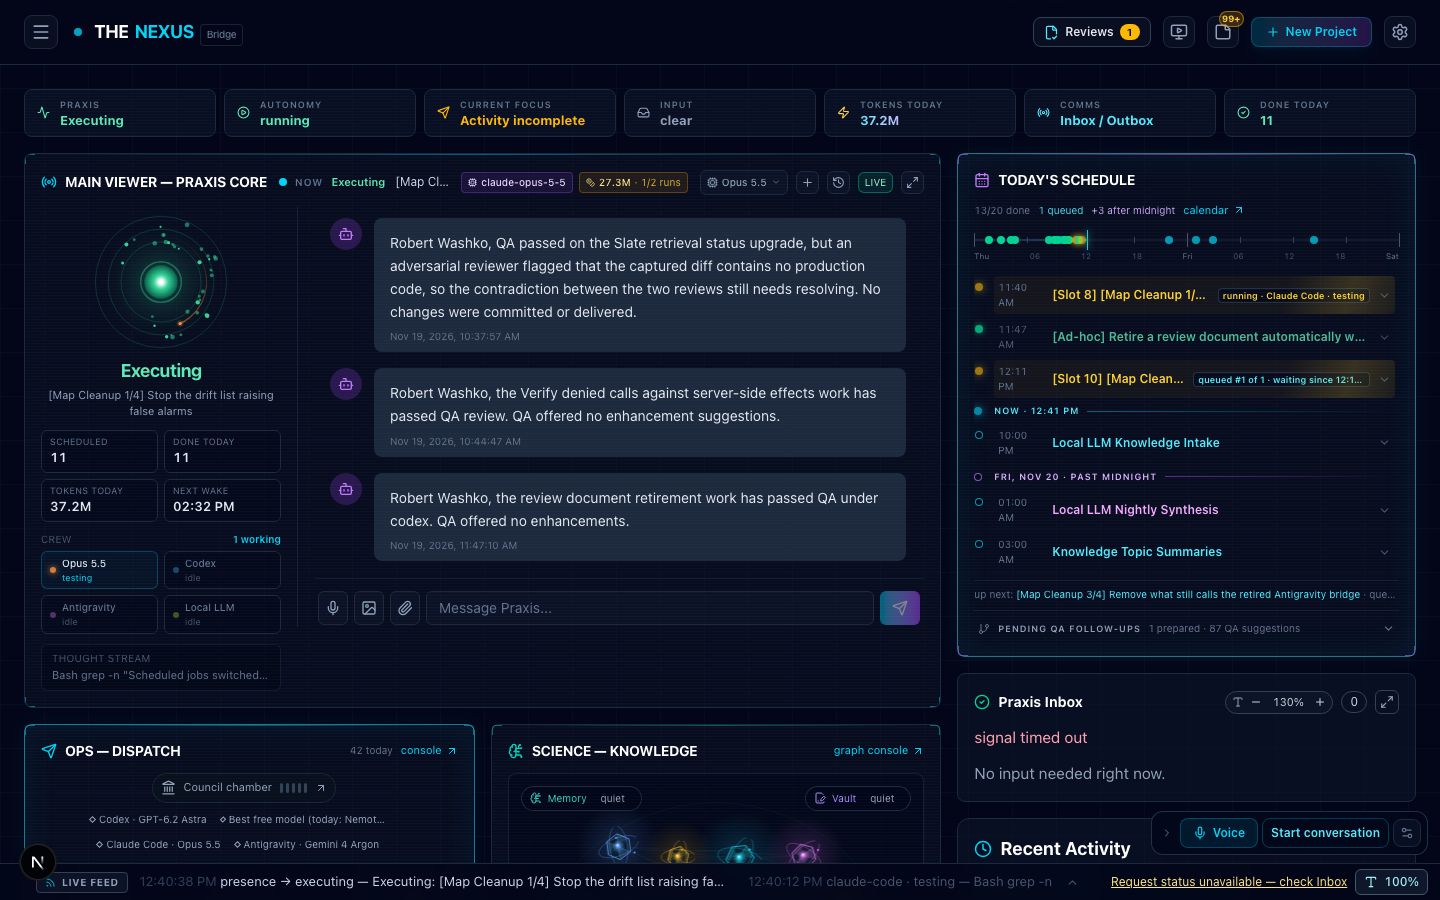 THE NEXUS Bridge
Reviews 1
99+
New Project
PRAXIS
Executing
AUTONOMY
running
CURRENT FOCUS
Activity incomplete
INPUT
clear
TOKENS TODAY
37.2M
COMMS
Inbox / Outbox
DONE TODAY
11
MAIN VIEWER — PRAXIS CORE NOW Executing [Map Cl... claude-opus-5-5 27.3M · 1/2 runs Opus 5.5 LIVE
Executing
[Map Cleanup 1/4] Stop the drift list raising
false alarms
SCHEDULED
11
DONE TODAY
11
TOKENS TODAY
37.2M
NEXT WAKE
02:32 PM
CREW 1 working
Opus 5.5
testing
Codex
idle
Antigravity
idle
Local LLM
idle
THOUGHT STREAM
Bash grep -n "Scheduled jobs switched...
Robert Washko, QA passed on the Slate retrieval status upgrade, but an
adversarial reviewer flagged that the captured diff contains no production
code, so the contradiction between the two reviews still needs resolving. No
changes were committed or delivered.
Nov 19, 2026, 10:37:57 AM
Robert Washko, the Verify denied calls against server-side effects work has
passed QA review. QA offered no enhancement suggestions.
Nov 19, 2026, 10:44:47 AM
Robert Washko, the review document retirement work has passed QA under
codex. QA offered no enhancements.
Nov 19, 2026, 11:47:10 AM
Message Praxis...
TODAY'S SCHEDULE
13/20 done 1 queued +3 after midnight calendar
Thu 06 12 18 Fri 06 12 18 Sat
11:40
AM
[Slot 8] [Map Cleanup 1/... running · Claude Code · testing
11:47
AM
[Ad-hoc] Retire a review document automatically w...
12:11
PM
[Slot 10] [Map Clean... queued #1 of 1 · waiting since 12:1...
NOW · 12:41 PM
10:00
PM
Local LLM Knowledge Intake
FRI, NOV 20 · PAST MIDNIGHT
01:00
AM
Local LLM Nightly Synthesis
03:00
AM
Knowledge Topic Summaries
up next: [Map Cleanup 3/4] Remove what still calls the retired Antigravity bridge · que...
PENDING QA FOLLOW-UPS 1 prepared · 87 QA suggestions
Praxis Inbox
130%
0
signal timed out
No input needed right now.
OPS — DISPATCH 42 today console
Council chamber
Codex · GPT-6.2 Astra Best free model (today: Nemot...
Claude Code · Opus 5.5 Antigravity · Gemini 4 Argon
SCIENCE — KNOWLEDGE graph console
Memory quiet
Vault quiet
Recent Activity
Voice
Start conversation
N
LIVE FEED
12:40:38 PM presence → executing — Executing: [Map Cleanup 1/4] Stop the drift list raising fa...
12:40:12 PM claude-code · testing — Bash grep -n
Request status unavailable — check Inbox
100%